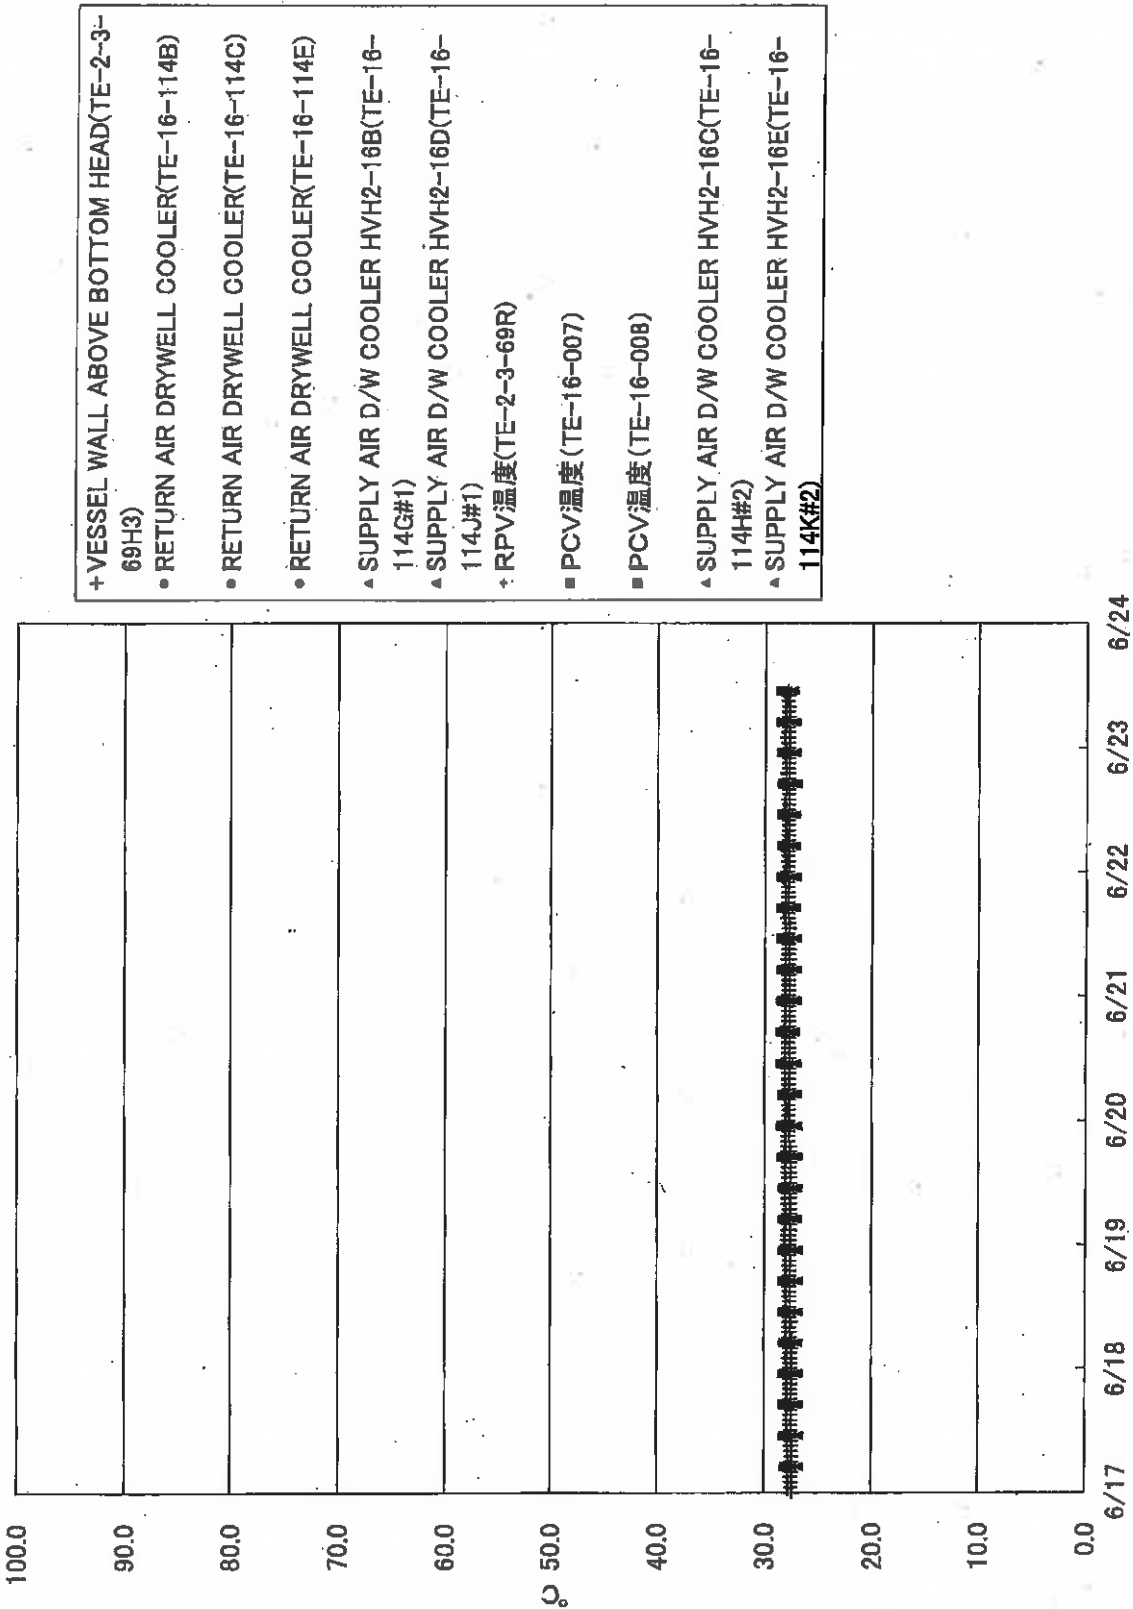 100.0
90.0
80.0
70.0
60.0
50.0
40.0
30.0
20.0
10.0
0.0
℃
6/17
6/18
6/19
6/20
6/21
6/22
6/23
6/24
+ VESSEL WALL ABOVE BOTTOM HEAD(TE-2-3-
69H3)
● RETURN AIR DRYWELL COOLER(TE-16-114B)
● RETURN AIR DRYWELL COOLER(TE-16-114C)
● RETURN AIR DRYWELL COOLER(TE-16-114E)
▲ SUPPLY AIR D/W COOLER HVH2-16B(TE-16-
114G#1)
▲ SUPPLY AIR D/W COOLER HVH2-16D(TE-16-
114J#1)
+ RPV温度(TE-2-3-69R)
■ PCV温度(TE-16-007)
■ PCV温度(TE-16-008)
▲ SUPPLY AIR D/W COOLER HVH2-16C(TE-16-
114H#2)
▲ SUPPLY AIR D/W COOLER HVH2-16E(TE-16-
114K#2)